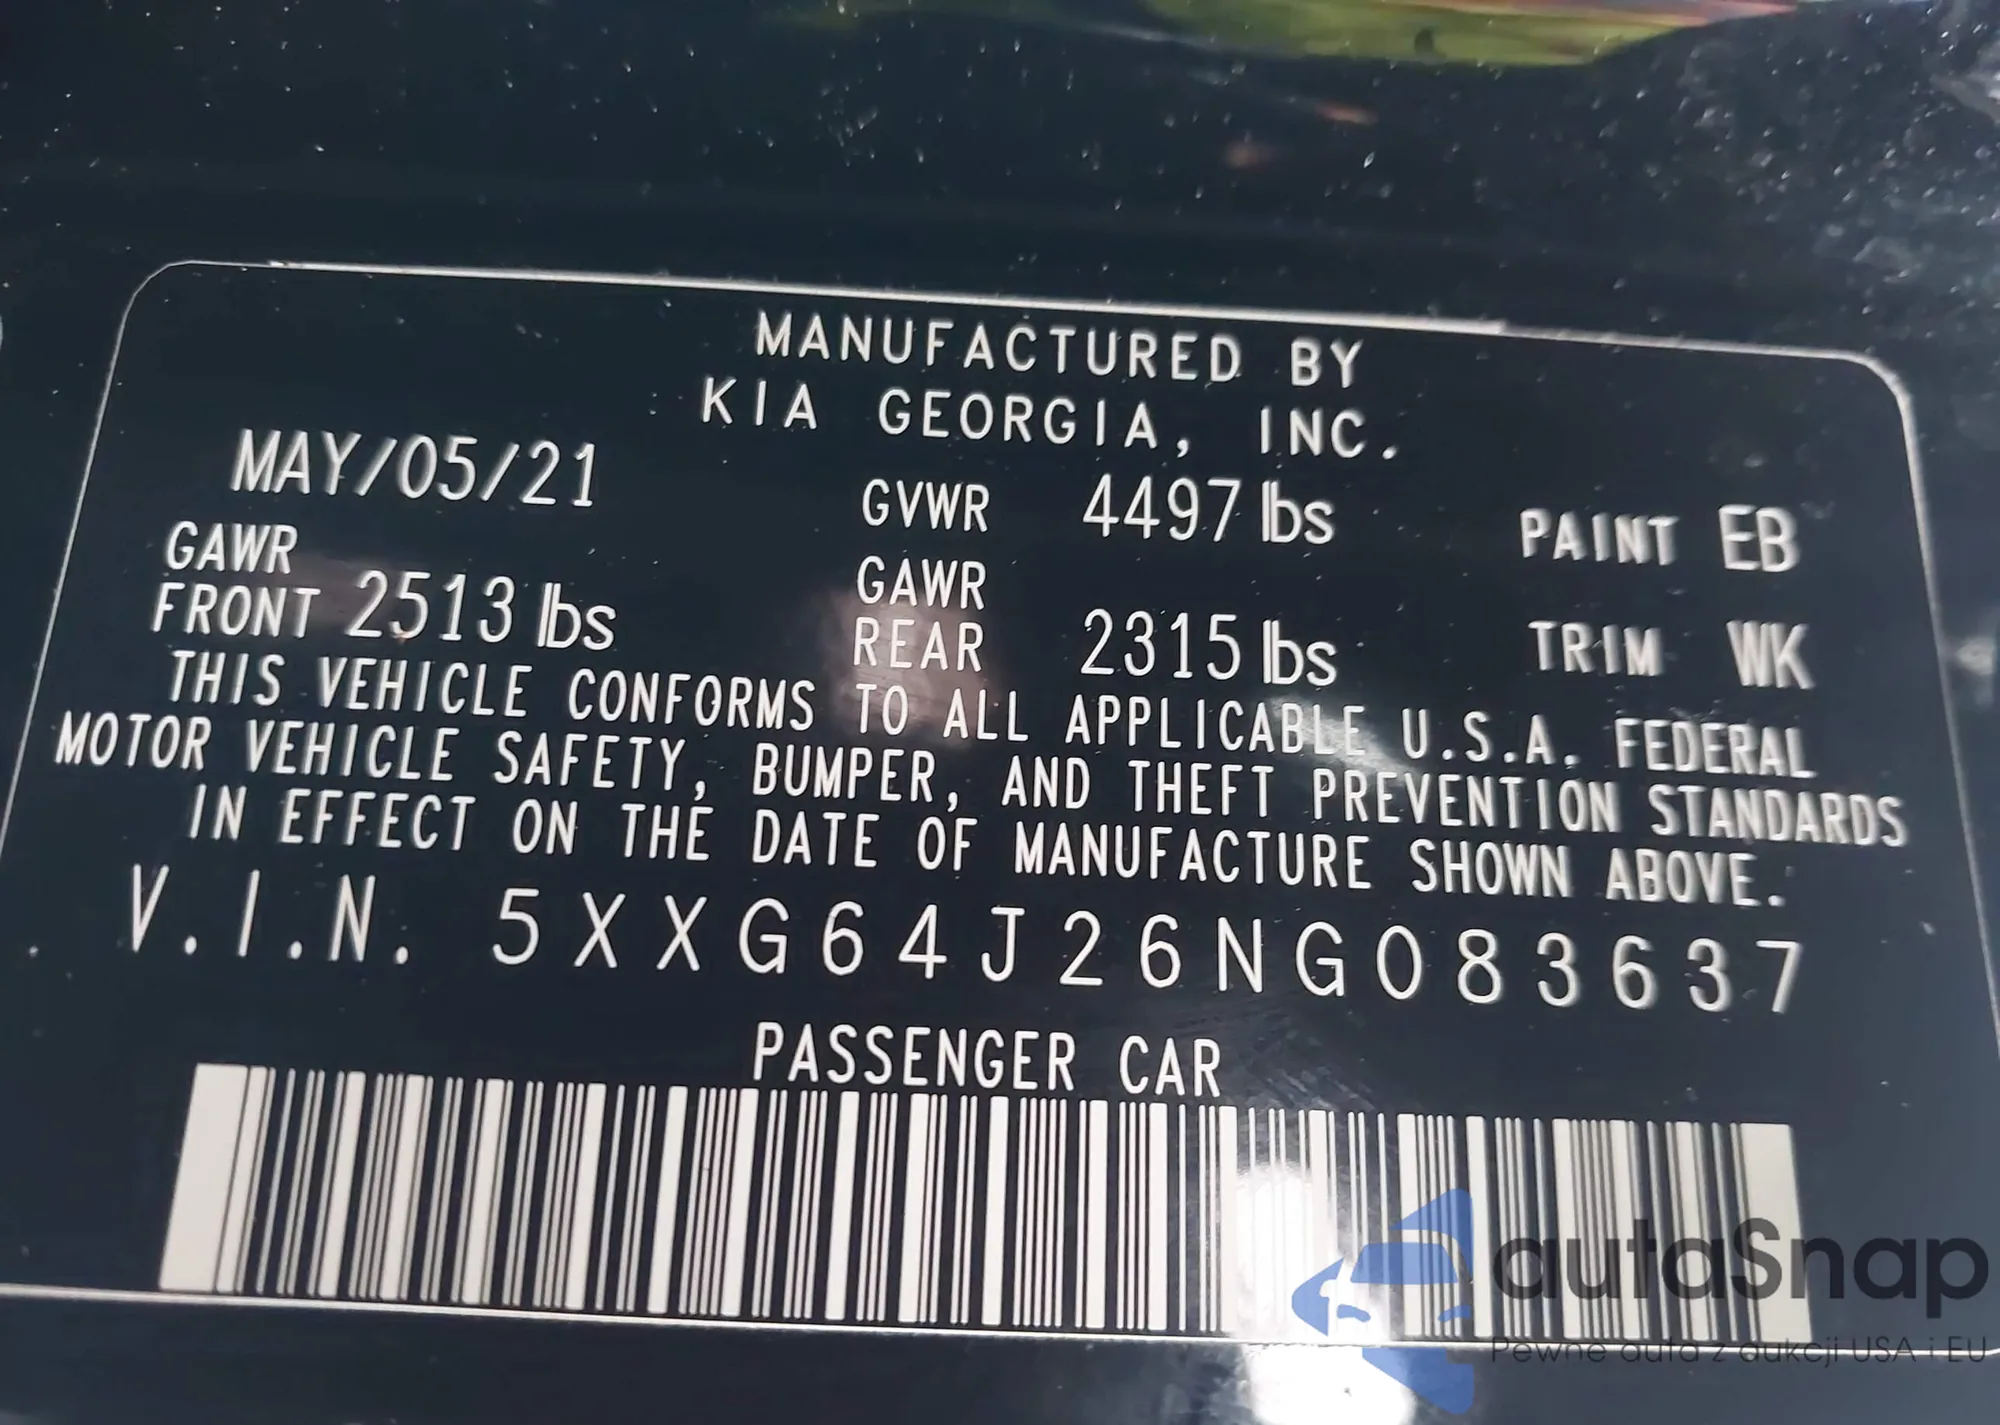 MANUFACTURED BY
KIA GEORGIA, INC.
MAY/05/21 GVWR 4497 lbs PAINT EB
GAWR FRONT 2513 lbs GAWR REAR 2315 lbs TRIM WK
THIS VEHICLE CONFORMS TO ALL APPLICABLE U.S.A. FEDERAL
MOTOR VEHICLE SAFETY, BUMPER, AND THEFT PREVENTION STANDARDS
IN EFFECT ON THE DATE OF MANUFACTURE SHOWN ABOVE.
V.I.N. 5XXG64J26NG083637
PASSENGER CAR
autaSnap
Pewne auta z aukcji USA i EU